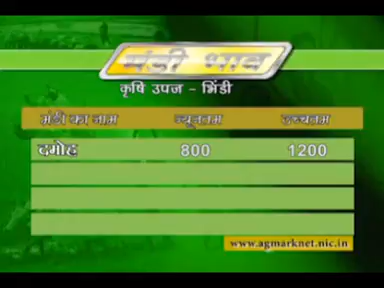 मंडी भाव
कृषि उपज - भिंडी
मंडी का नाम न्यूनतम उच्चतम
दमोह 800 1200
www.agmarknet.nic.in